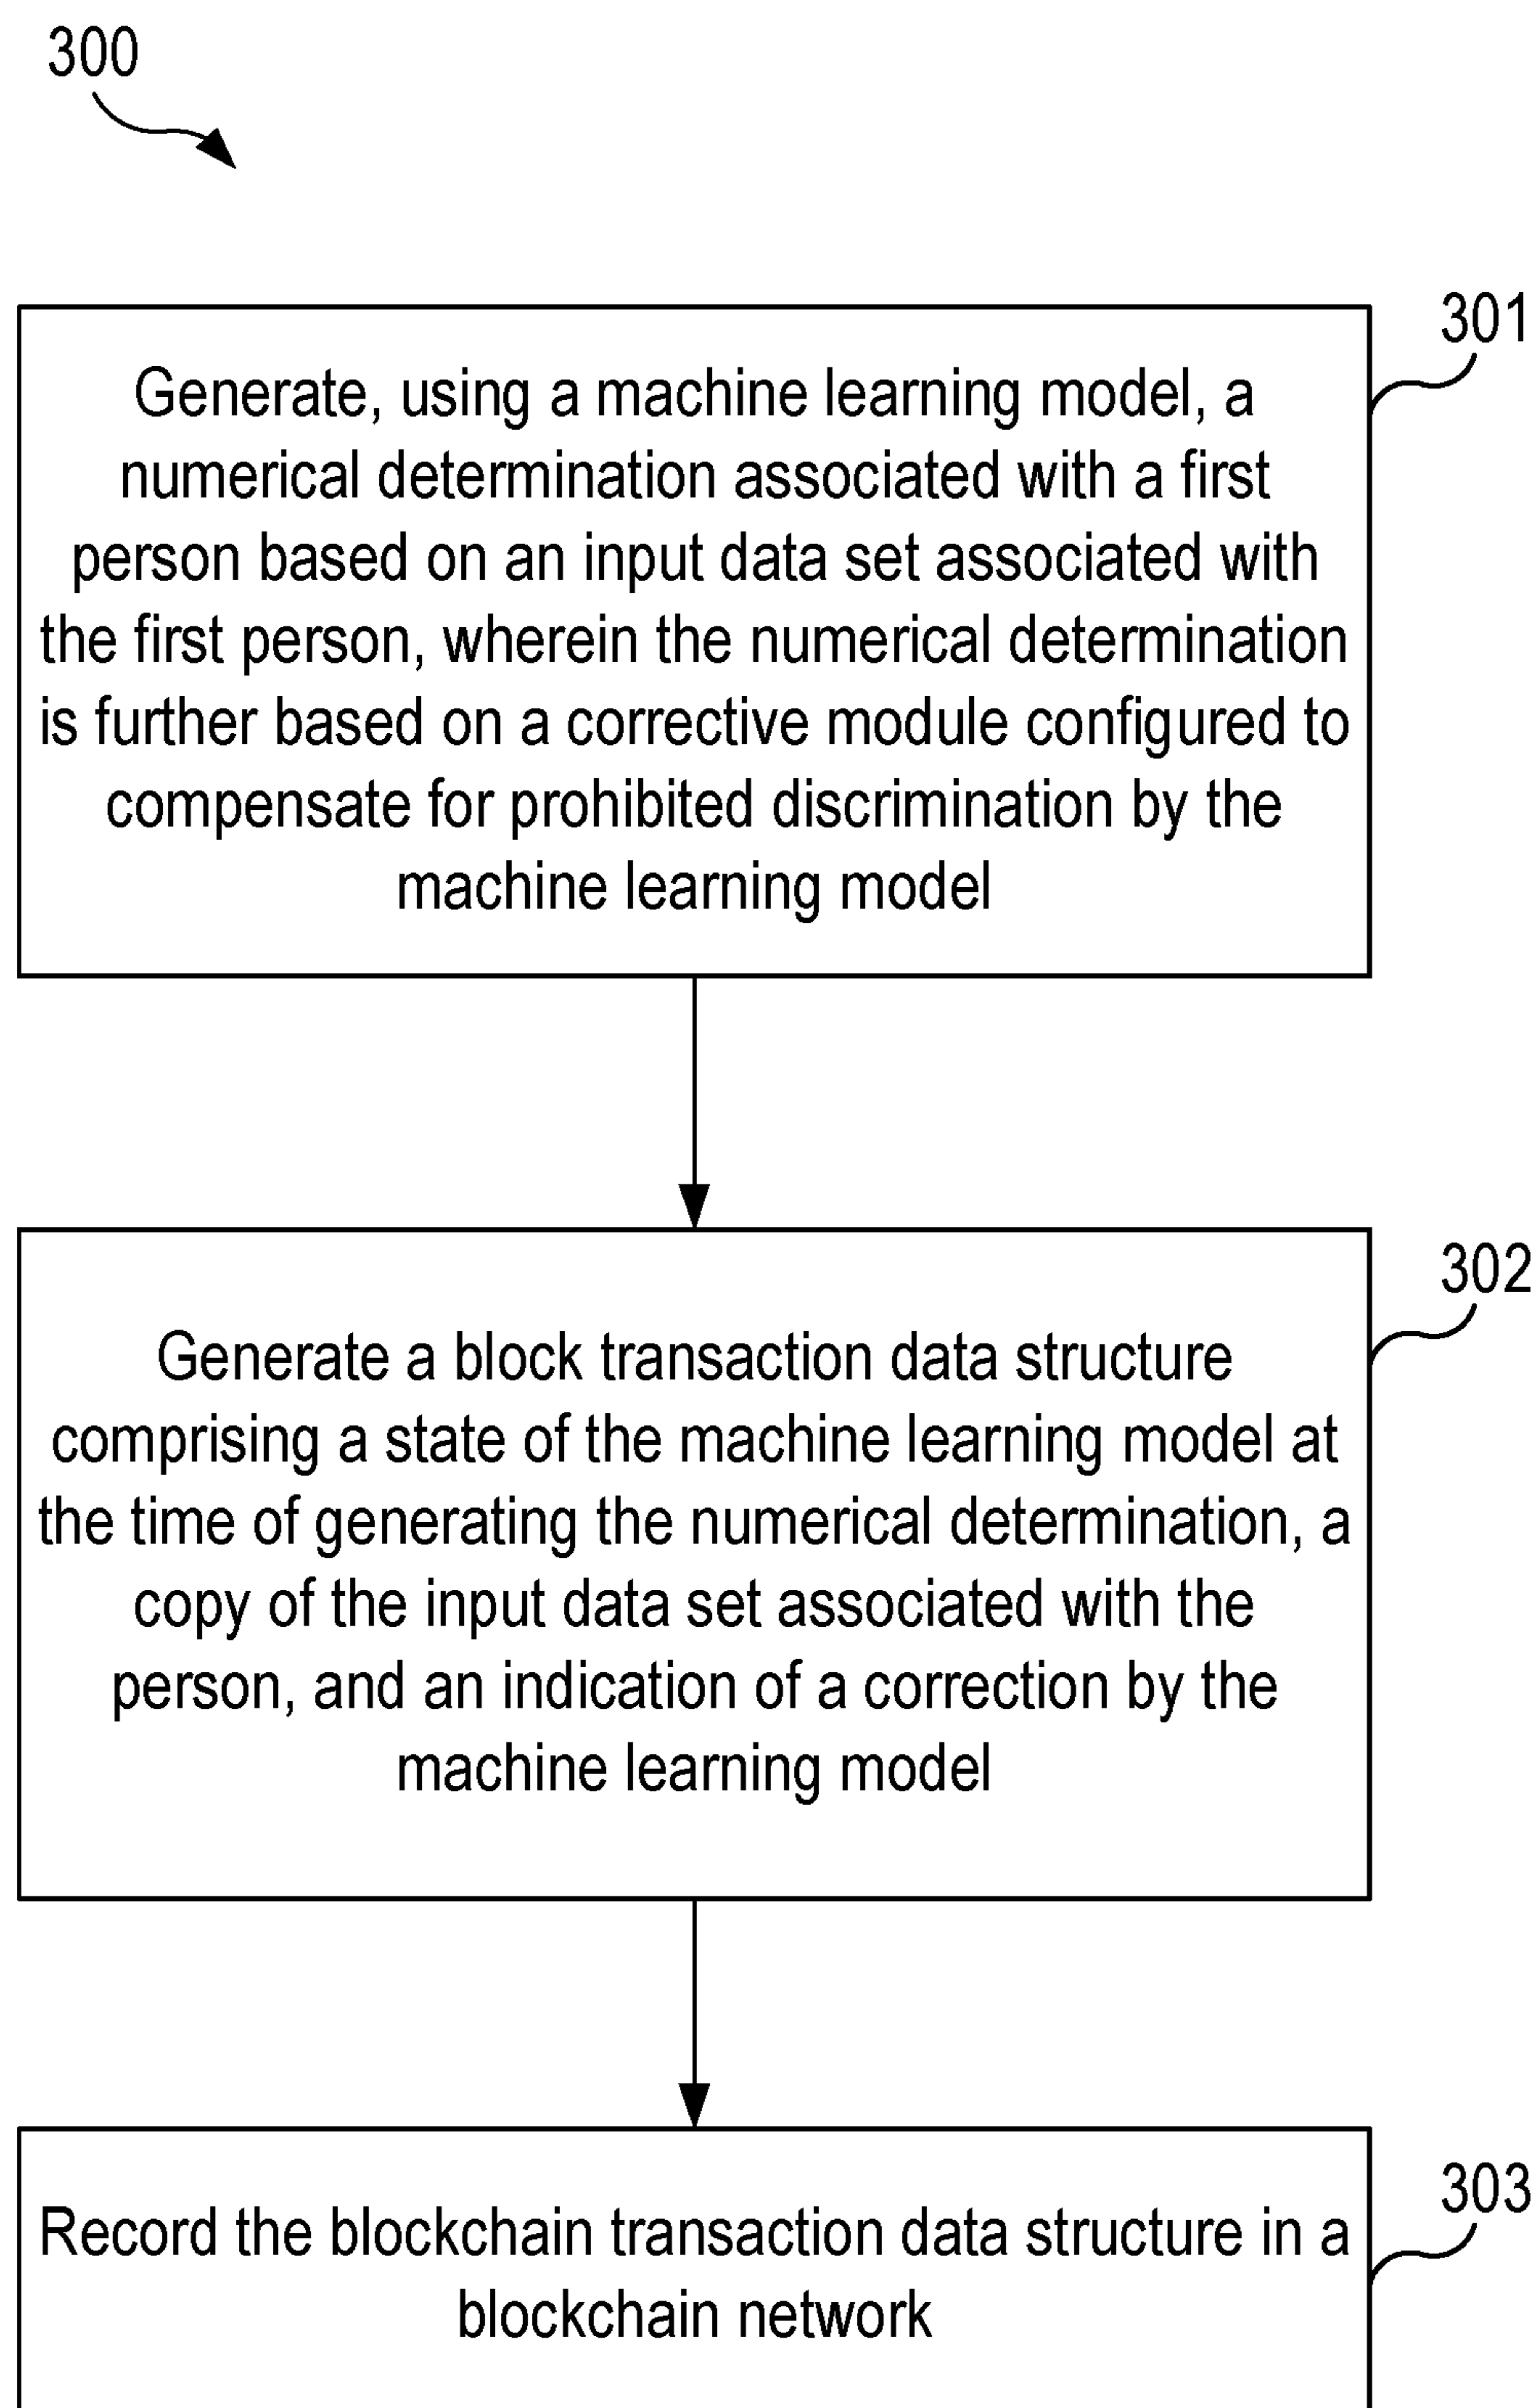 300
301
Generate, using a machine learning model, a
numerical determination associated with a first
person based on an input data set associated with
the first person, wherein the numerical determination
is further based on a corrective module configured to
compensate for prohibited discrimination by the
machine learning model
302
Generate a block transaction data structure
comprising a state of the machine learning model at
the time of generating the numerical determination, a
copy of the input data set associated with the
person, and an indication of a correction by the
machine learning model
303
Record the blockchain transaction data structure in a
blockchain network